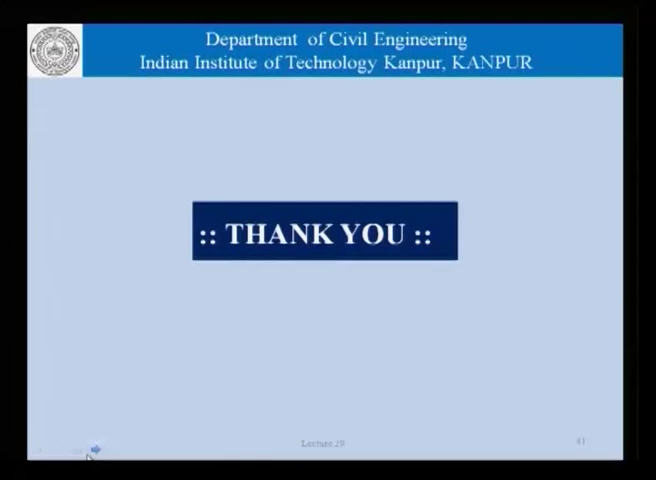 Department of Civil Engineering
Indian Institute of Technology Kanpur, KANPUR
:: THANK YOU ::
Lecture 29
41